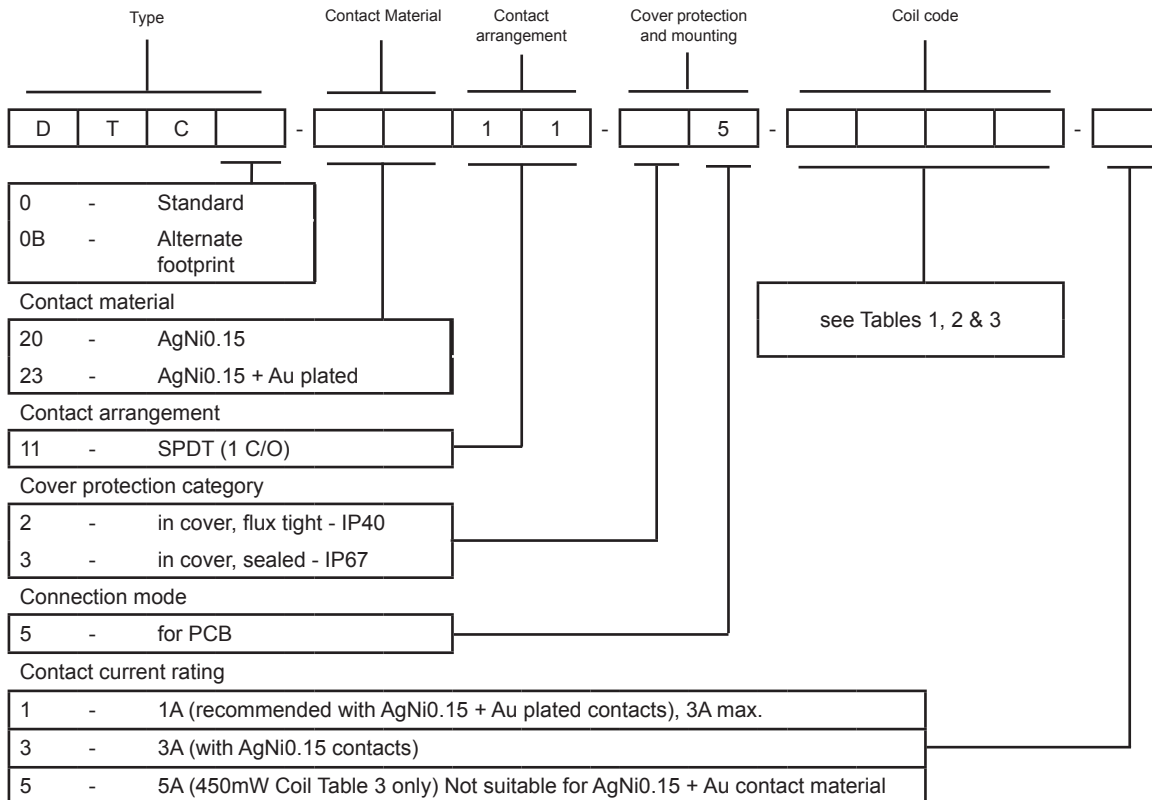 Type
Contact Material
Contact
arrangement
Cover protection
and mounting
Coil code
D T C - 1 1 - 5 - -
0 - Standard
0B - Alternate
footprint
Contact material
20 - AgNi0.15
23 - AgNi0.15 + Au plated
see Tables 1, 2 & 3
Contact arrangement
11 - SPDT (1 C/O)
Cover protection category
2 - in cover, flux tight - IP40
3 - in cover, sealed - IP67
Connection mode
5 - for PCB
Contact current rating
1 - 1A (recommended with AgNi0.15 + Au plated contacts), 3A max.
3 - 3A (with AgNi0.15 contacts)
5 - 5A (450mW Coil Table 3 only) Not suitable for AgNi0.15 + Au contact material